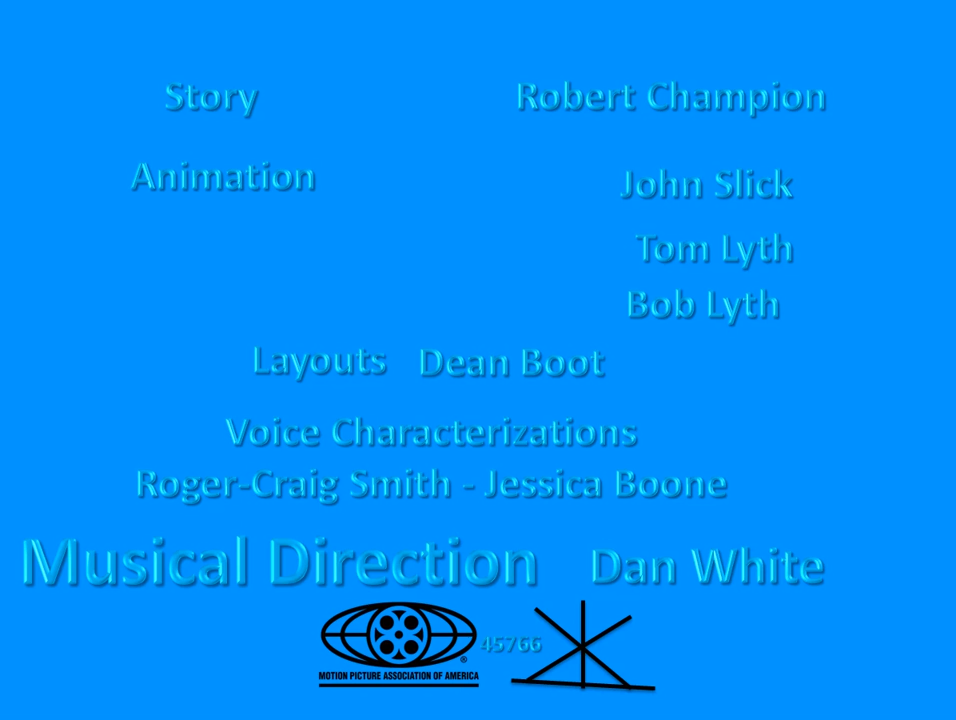 Story Robert Champion
Animation John Slick
Tom Lyth
Bob Lyth
Layouts Dean Boot
Voice Characterizations
Roger-Craig Smith - Jessica Boone
Musical Direction Dan White
45766
®
MOTION PICTURE ASSOCIATION OF AMERICA